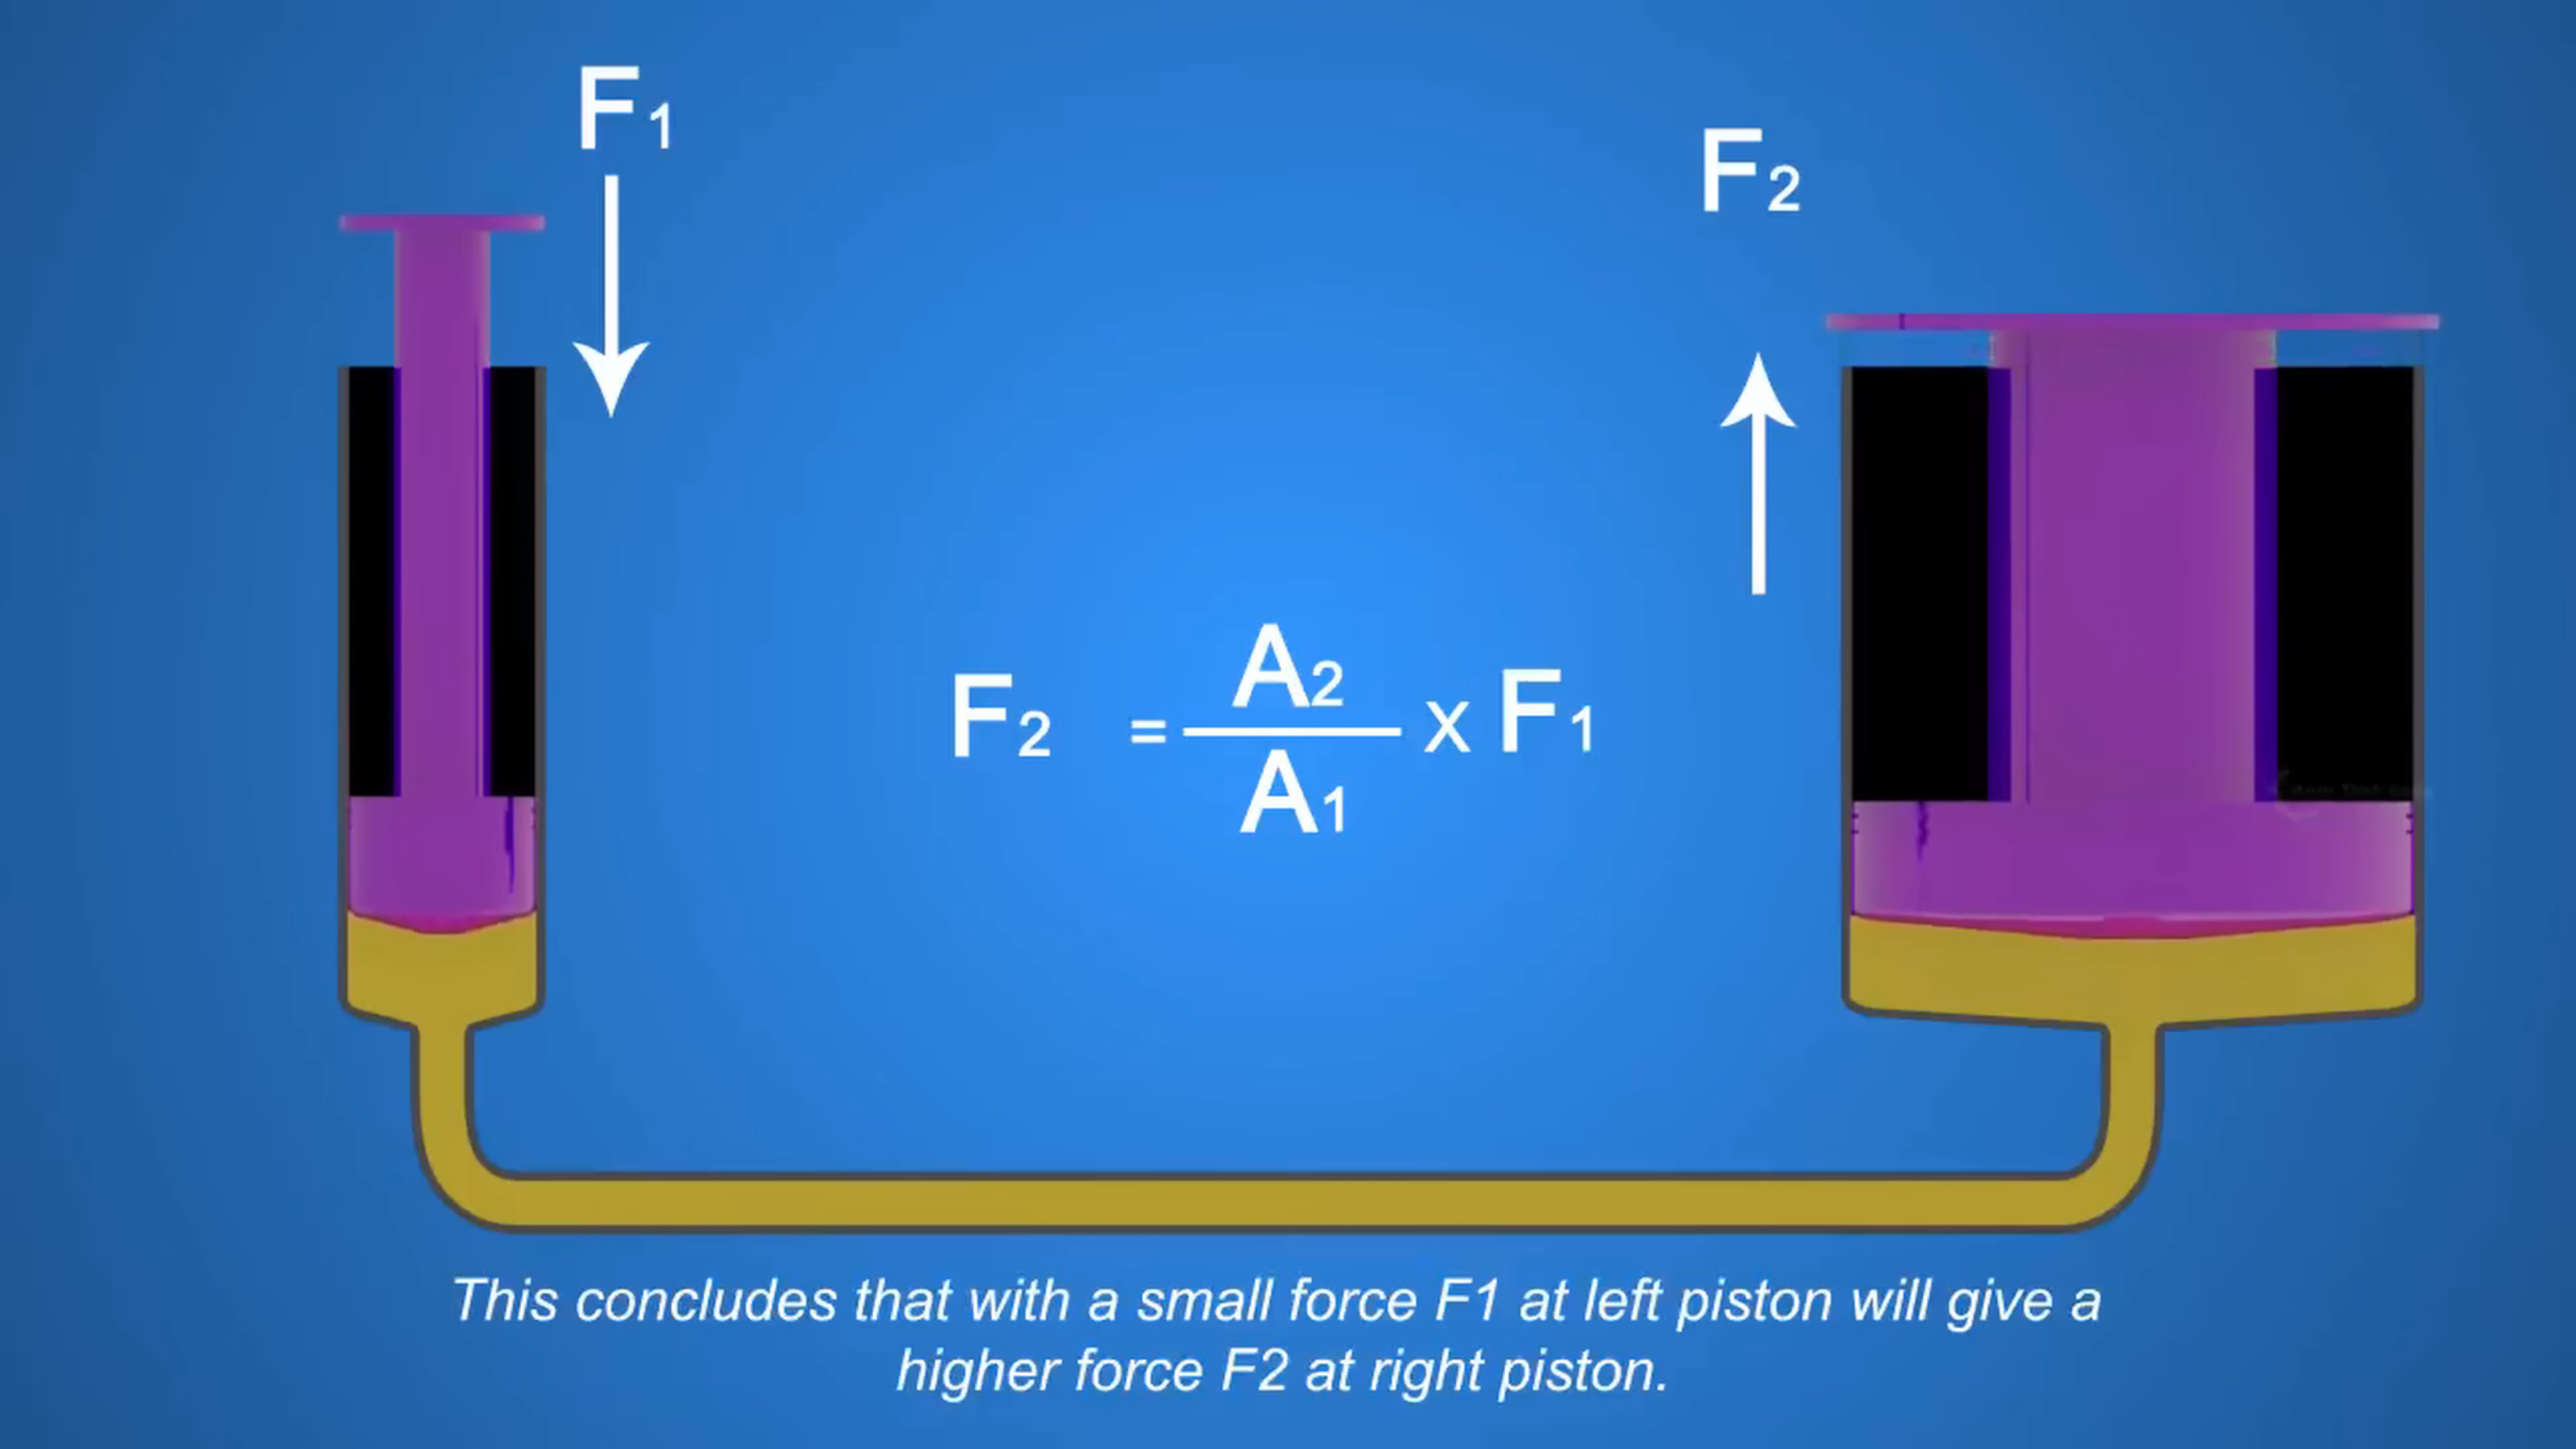 F1
F2
F2 = A2/A1 x F1
This concludes that with a small force F1 at left piston will give a
higher force F2 at right piston.